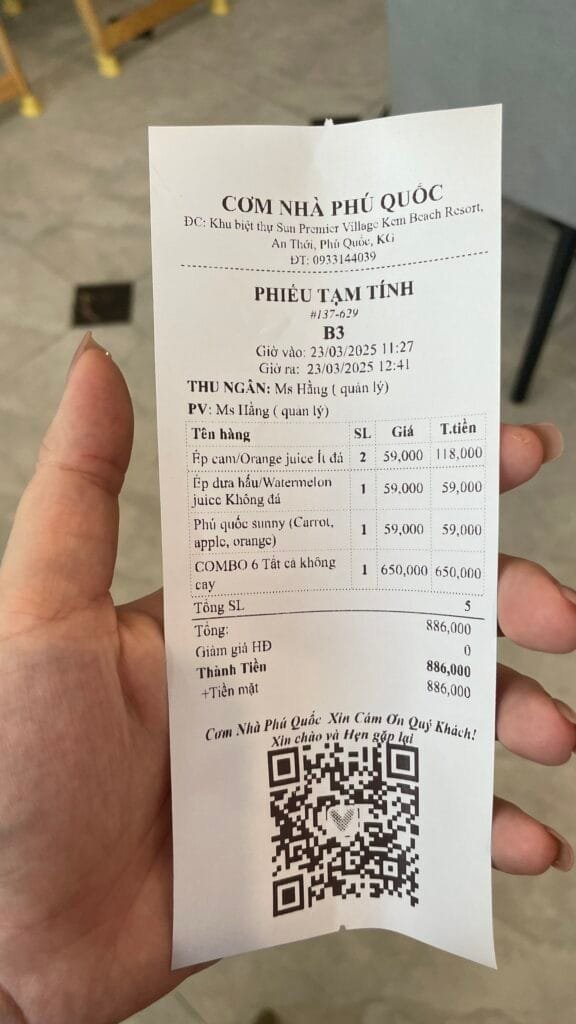 CƠM NHÀ PHÚ QUỐC
ĐC: Khu biệt thự Sun Premier Village Kem Beach Resort,
An Thới, Phú Quốc, KG
ĐT: 0933144039
PHIẾU TẠM TÍNH
#137-629
B3
Giờ vào: 23/03/2025 11:27
Giờ ra: 23/03/2025 12:41
THU NGÂN: Ms Hằng ( quản lý)
PV: Ms Hằng ( quản lý)
Tên hàng SL Giá T.tiền
Ép cam/Orange juice Ít đá 2 59,000 118,000
Ép dưa hấu/Watermelon
juice Không đá 1 59,000 59,000
Phú quốc sunny (Carrot,
apple, orange) 1 59,000 59,000
COMBO 6 Tất cả không
cay 1 650,000 650,000
Tổng SL 5
Tổng: 886,000
Giảm giá HĐ 0
Thành Tiền 886,000
+Tiền mặt 886,000
Cơm Nhà Phú Quốc Xin Cám Ơn Quý Khách!
Xin chào và Hẹn gặp lại